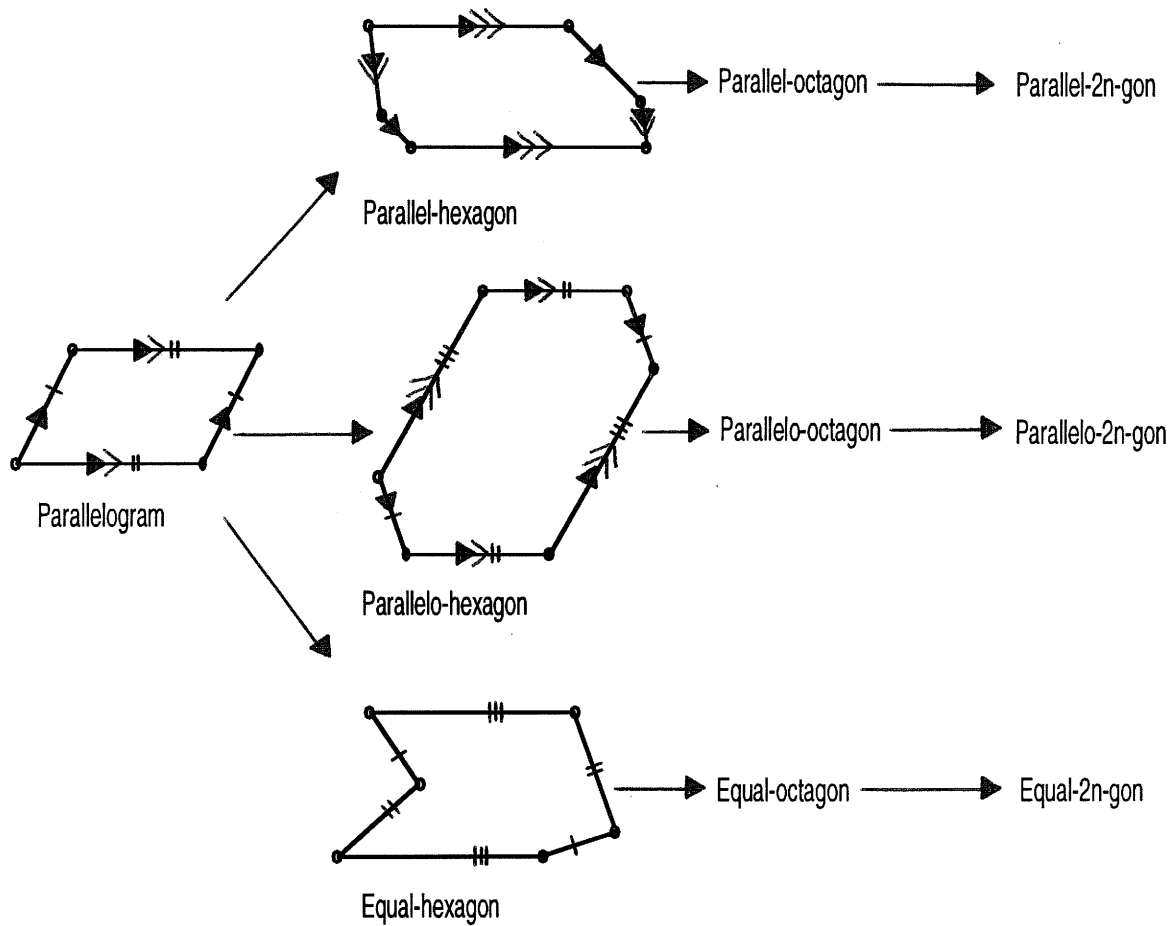 Parallel-octagon
Parallel-2n-gon
Parallel-hexagon
Parallelogram
Parallelo-octagon
Parallelo-2n-gon
Parallelo-hexagon
Equal-octagon
Equal-2n-gon
Equal-hexagon